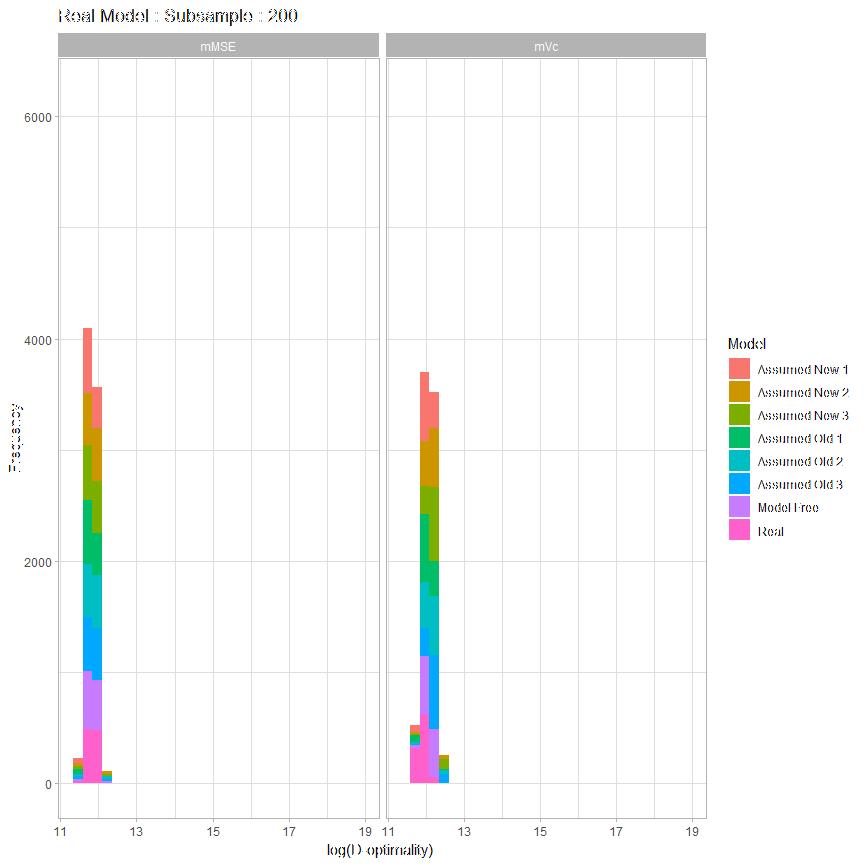 Real Model : Subsample : 200
mMSE
mVc
6000
4000
2000
0
Frequency
11
13
15
17
19
11
13
15
17
19
log(D-optimality)
Model
Assumed New 1
Assumed New 2
Assumed New 3
Assumed Old 1
Assumed Old 2
Assumed Old 3
Model Free
Real